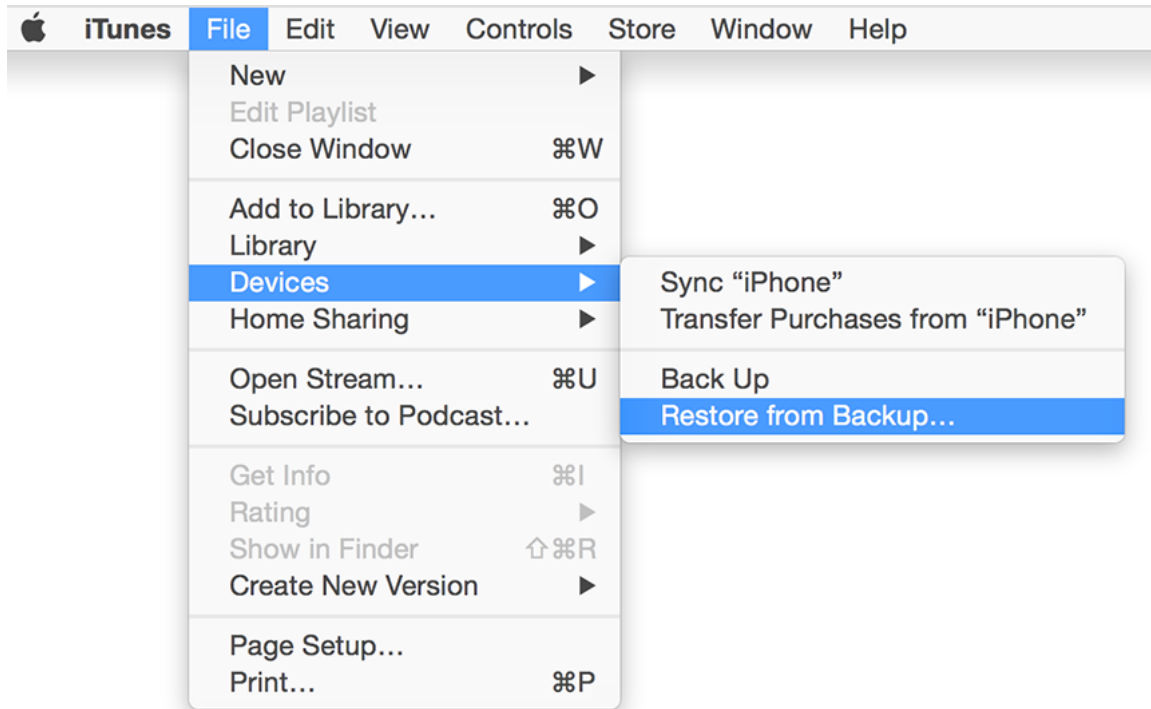 iTunes File Edit View Controls Store Window Help
New ▶
Edit Playlist
Close Window ⌘W
Add to Library… ⌘O
Library ▶
Devices ▶
Home Sharing ▶
Open Stream… ⌘U
Subscribe to Podcast…
Get Info ⌘I
Rating ▶
Show in Finder ⇧⌘R
Create New Version ▶
Page Setup…
Print… ⌘P
Sync “iPhone”
Transfer Purchases from “iPhone”
Back Up
Restore from Backup…